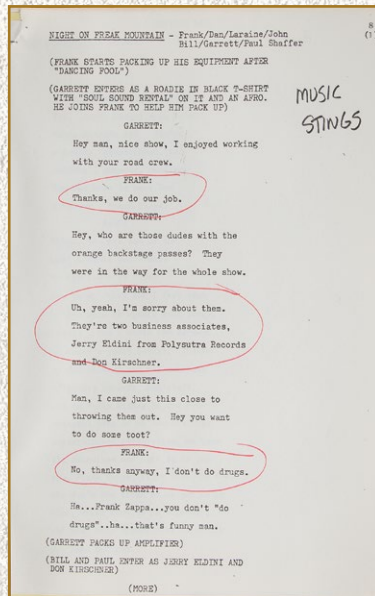 8
NIGHT ON FREAK MOUNTAIN - Frank/Dan/Laraine/John
Bill/Garrett/Paul Shaffer
(FRANK STARTS PACKING UP HIS EQUIPMENT AFTER
"DANCING FOOL")
(GARRETT ENTERS AS A ROADIE IN BLACK T-SHIRT
WITH "SOUL SOUND RENTAL" ON IT AND AN AFRO.
HE JOINS FRANK TO HELP HIM PACK UP)
MUSIC
STINGS
GARRETT:
Hey man, nice show, I enjoyed working
with your road crew.
FRANK:
Thanks, we do our job.
GARRETT:
Hey, who are those dudes with the
orange backstage passes? They
were in the way for the whole show.
FRANK:
Uh, yeah, I'm sorry about them.
They're two business associates,
Jerry Eldini from Polysutra Records
and Don Kirschner.
GARRETT:
Man, I came just this close to
throwing them out. Hey you want
to do some toot?
FRANK:
No, thanks anyway, I don't do drugs.
GARRETT:
Ha...Frank Zappa...you don't "do
drugs"..ha...that's funny man.
(GARRETT PACKS UP AMPLIFIER)
(BILL AND PAUL ENTER AS JERRY ELDINI AND
DON KIRSCHNER)
(MORE)